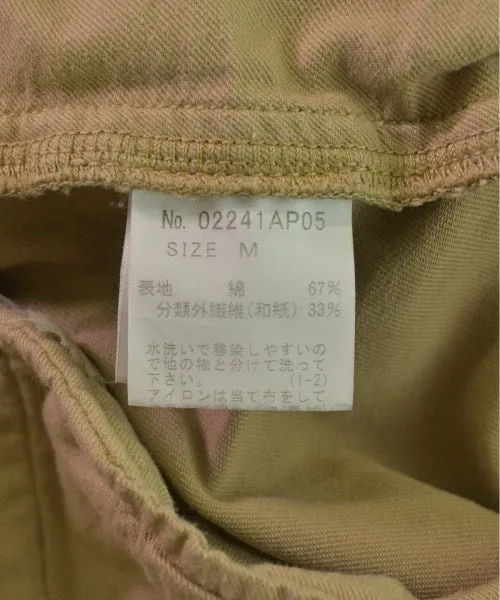 No. 02241AP05
SIZE M
表地 綿 67%
分類外繊維(和紙) 33%
水洗いで移染しやすいの
で他の物と分けて洗って
下さい。 (1-2)
アイロンは当て布をして